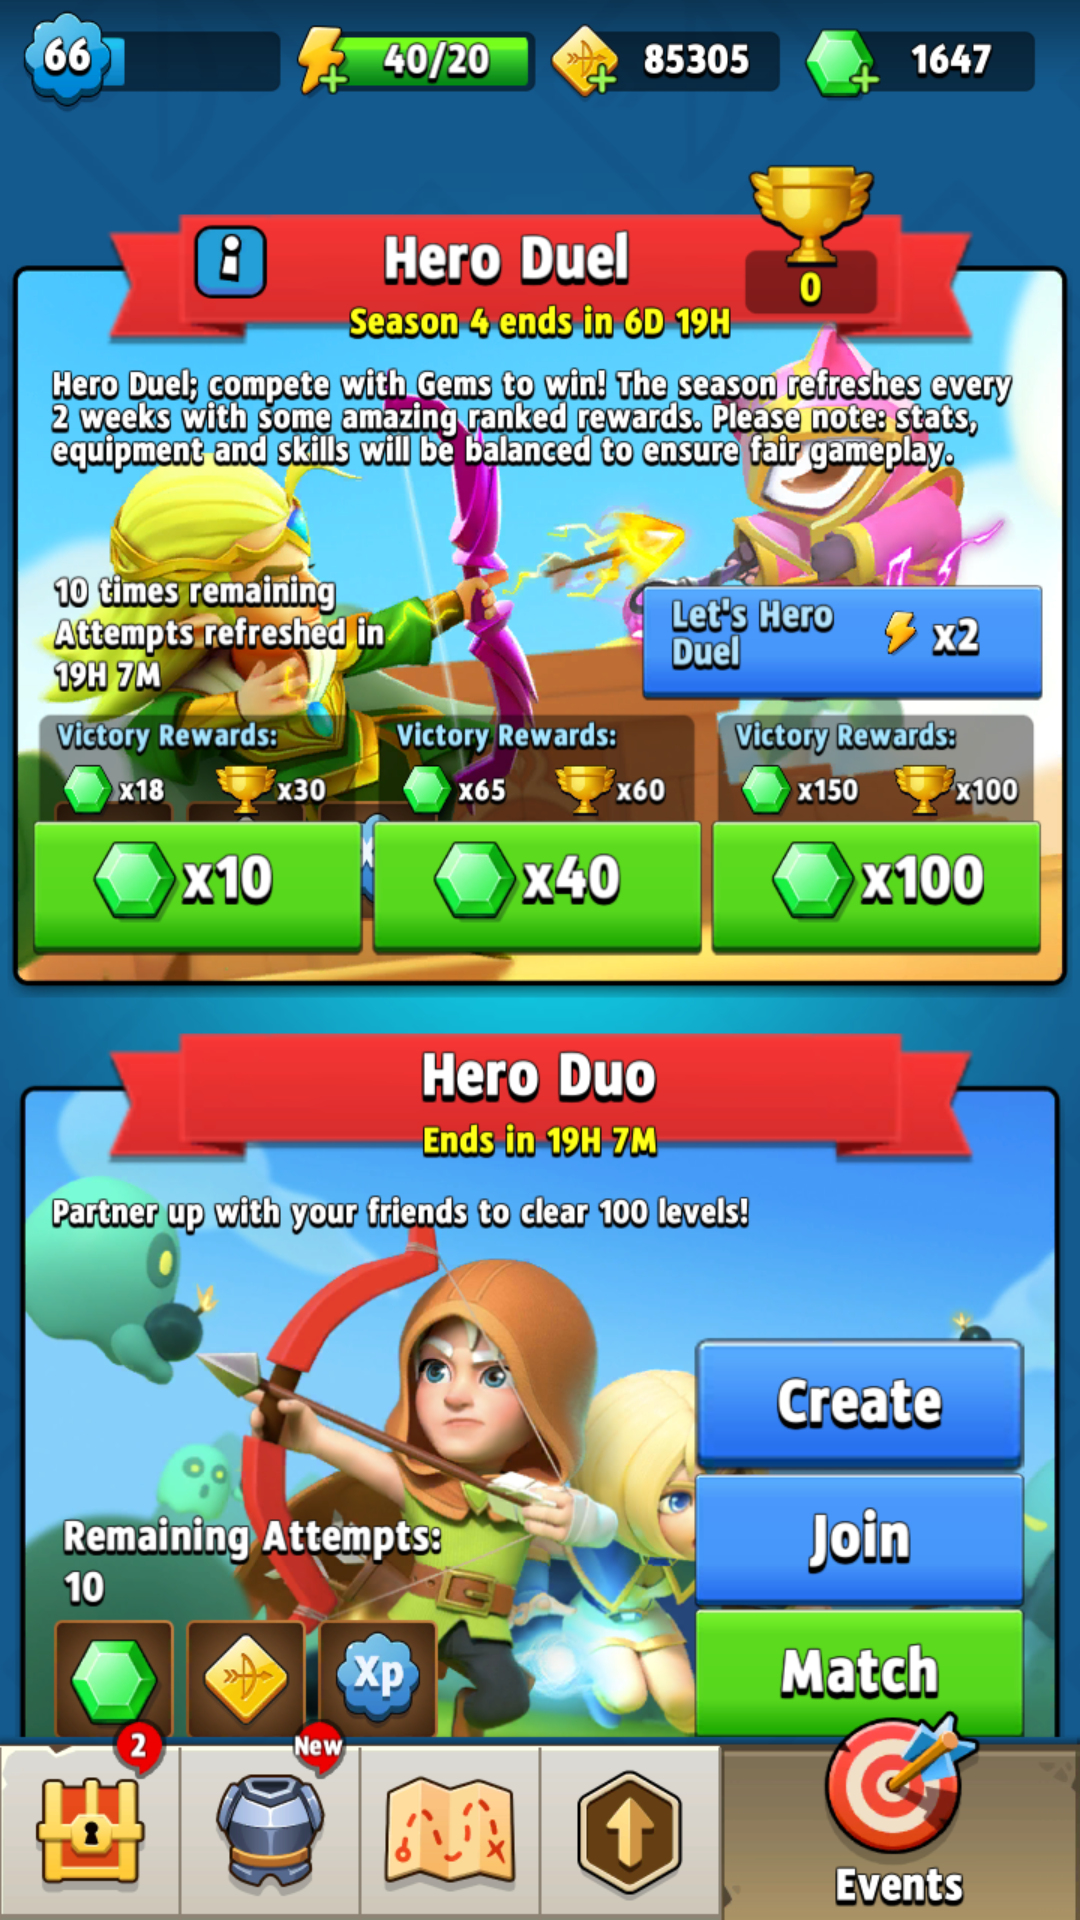 66
40/20
85305
1647
Hero Duel
0
Season 4 ends in 6D 19H
Hero Duel; compete with Gems to win! The season refreshes every
2 weeks with some amazing ranked rewards. Please note: stats,
equipment and skills will be balanced to ensure fair gameplay.
10 times remaining
Attempts refreshed in
19H 7M
Let's Hero
Duel
x2
Victory Rewards:
x18
x30
Victory Rewards:
x65
x60
Victory Rewards:
x150
x100
x10
x40
x100
Hero Duo
Ends in 19H 7M
Partner up with your friends to clear 100 levels!
Create
Join
Match
Remaining Attempts:
10
Xp
2
New
Events